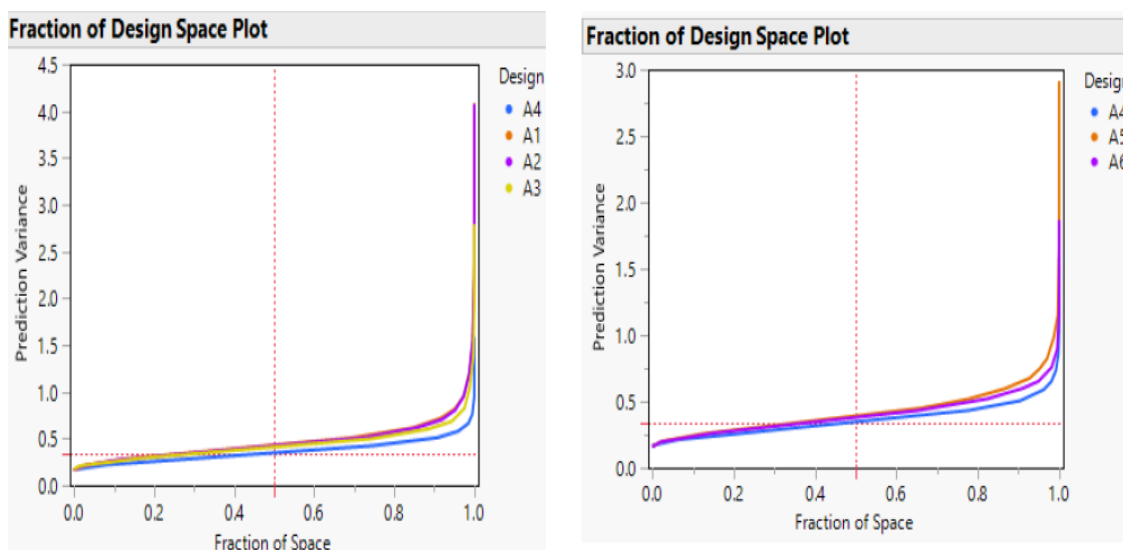 Fraction of Design Space Plot
4.5
4.0
3.5
3.0
2.5
2.0
1.5
1.0
0.5
0.0
Prediction Variance
0.0 0.2 0.4 0.6 0.8 1.0
Fraction of Space
Design
A4
A1
A2
A3
Fraction of Design Space Plot
3.0
2.5
2.0
1.5
1.0
0.5
0.0
Prediction Variance
0.0 0.2 0.4 0.6 0.8 1.0
Fraction of Space
Design
A4
A5
A6